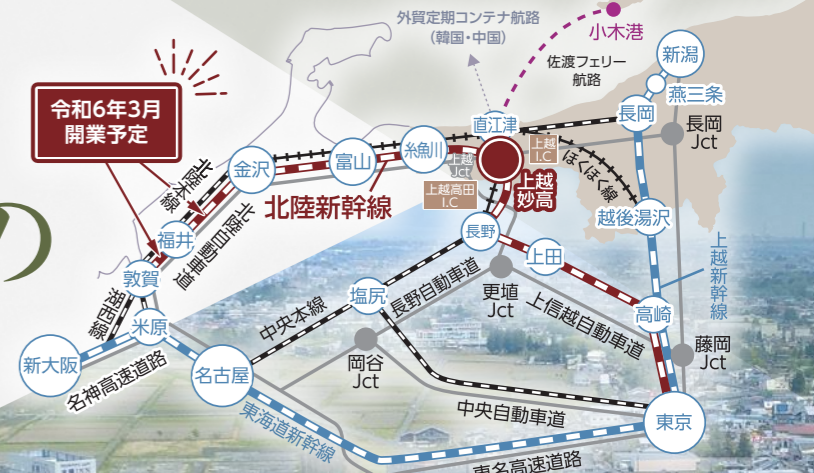 外貿定期コンテナ航路
（韓国・中国）
小木港
佐渡フェリー
航路
新潟
燕三条
長岡
長岡
Jct
令和6年3月
開業予定
直江津
上越
I.C
糸魚川
上越
Jct
富山
金沢
北陸本線
北陸新幹線
上越高田
I.C
上越
妙高
ほくほく線
越後湯沢
北陸自動車道
福井
長野
上田
上越新幹線
敦賀
湖西線
塩尻
長野自動車道
更埴
Jct
上信越自動車道
高崎
米原
中央本線
岡谷
Jct
藤岡
Jct
新大阪
名神高速道路
名古屋
中央自動車道
東京
東海道新幹線
東名高速道路
の